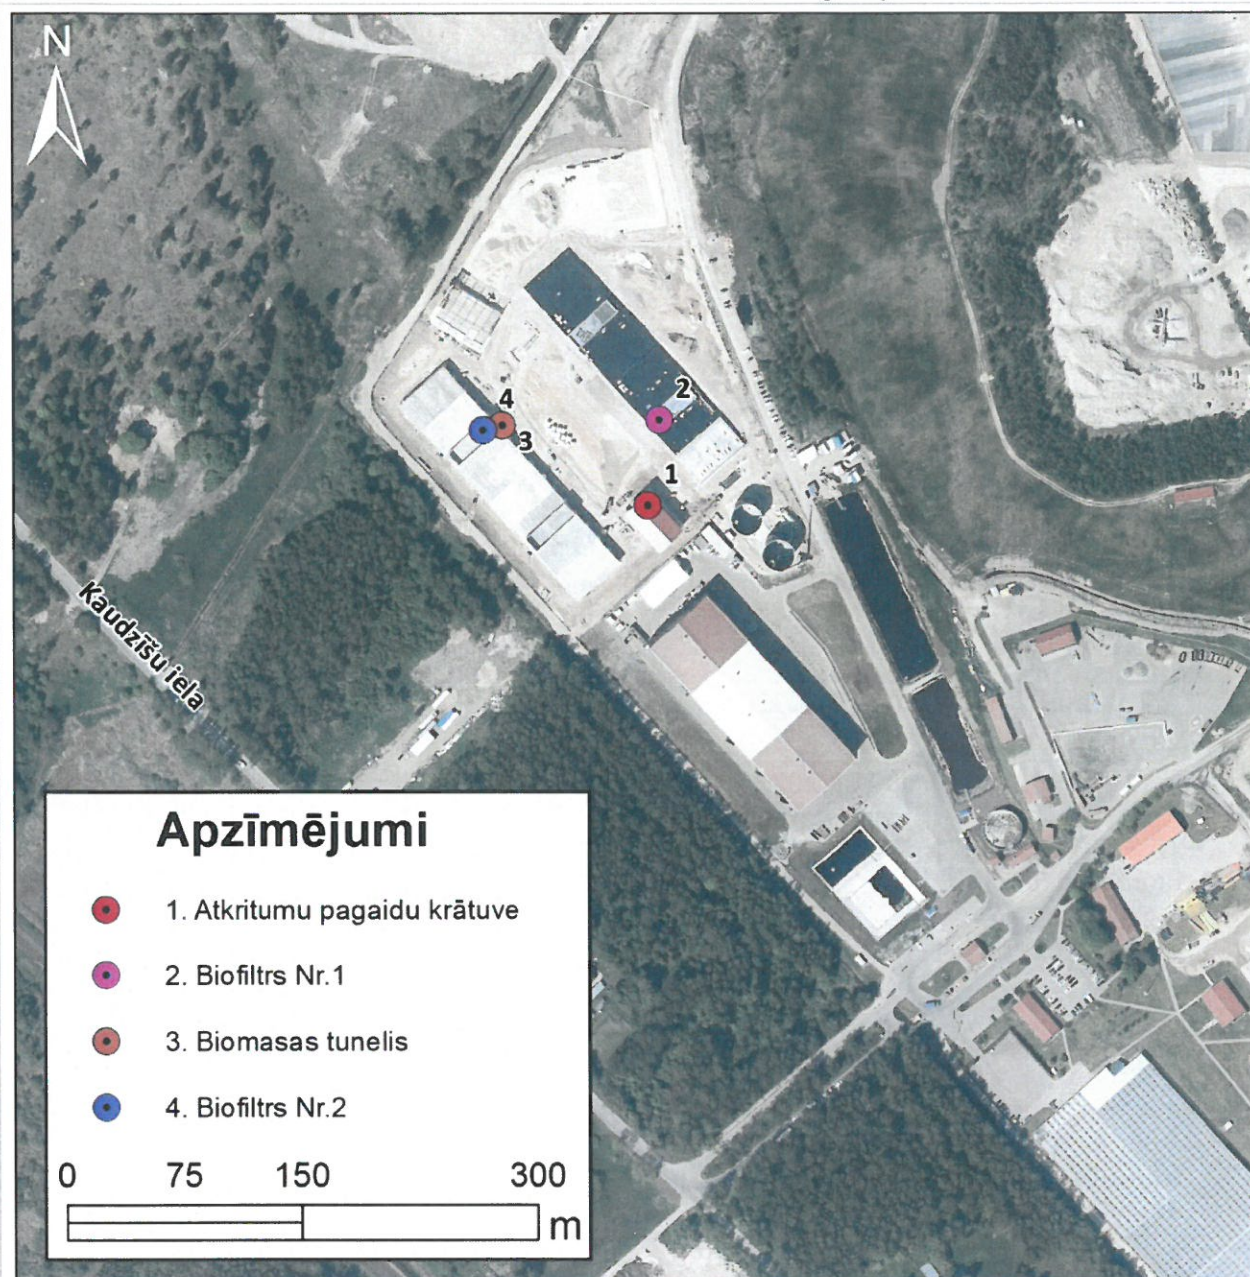 N
2
4
3
1
Kaudzīšu iela
Apzīmējumi
1. Atkritumu pagaidu krātuve
2. Biofiltrs Nr.1
3. Biomasas tunelis
4. Biofiltrs Nr.2
0 75 150 300
m